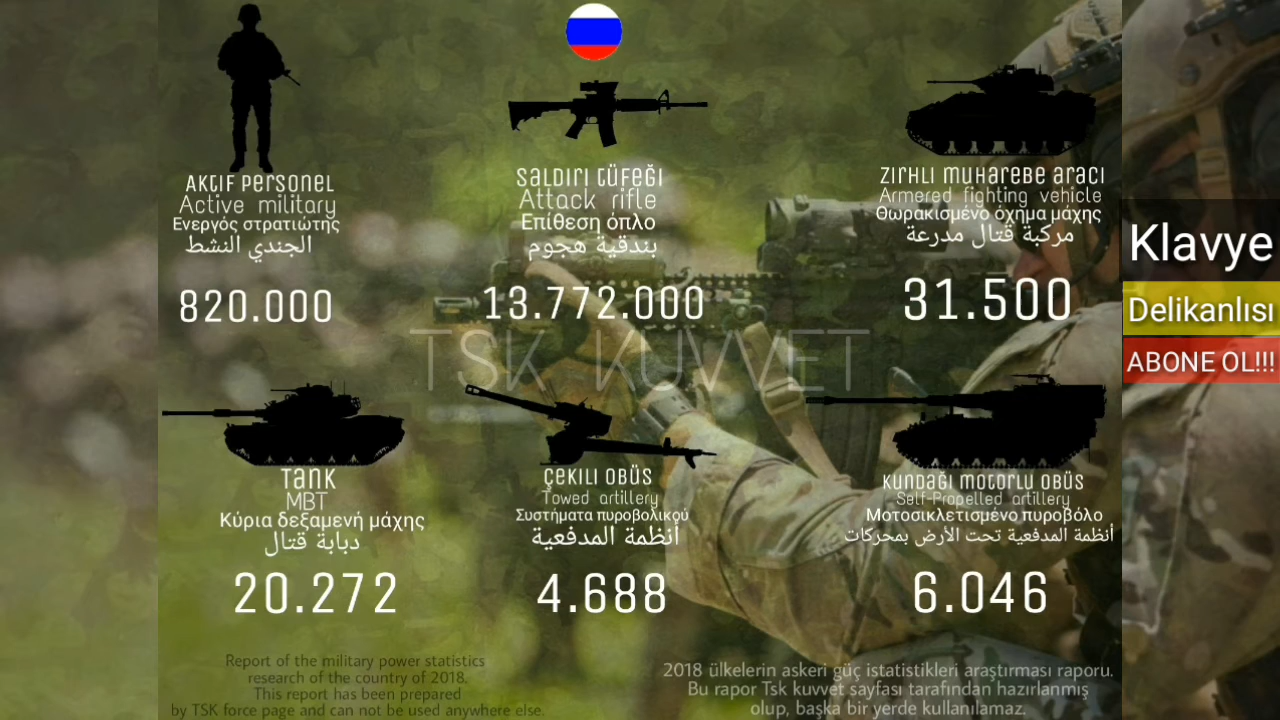 AKTIF PERSONEL
Active military
Ενεργός στρατιώτης
الجندي النشط
820.000
SALDIRI TÜFEĞI
Attack rifle
Επίθεση όπλο
بندقية هجوم
13.772.000
ZIRHLI MUHAREBE ARACI
Armered fighting vehicle
Θωρακισμένο όχημα μάχης
مركبة قتال مدرعة
31.500
TSK KUVVET
TANK
MBT
Κύρια δεξαμενή μάχης
دبابة قتال
20.272
ÇEKILI OBÜS
Towed artillery
Συστήματα πυροβολικού
أنظمة المدفعية
4.688
KUNDAĞI MOTORLU OBÜS
Self-Propelled artillery
Μοτοσικλετισμένο πυροβόλο
أنظمة المدفعية تحت الأرض بمحركات
6.046
Report of the military power statistics
research of the country of 2018.
This report has been prepared
by TSK force page and can not be used anywhere else.
2018 ülkelerin askeri güç istatistikleri araştırması raporu.
Bu rapor Tsk kuvvet sayfası tarafından hazırlanmış
olup, başka bir yerde kullanılamaz.
Klavye
Delikanlısı
ABONE OL!!!